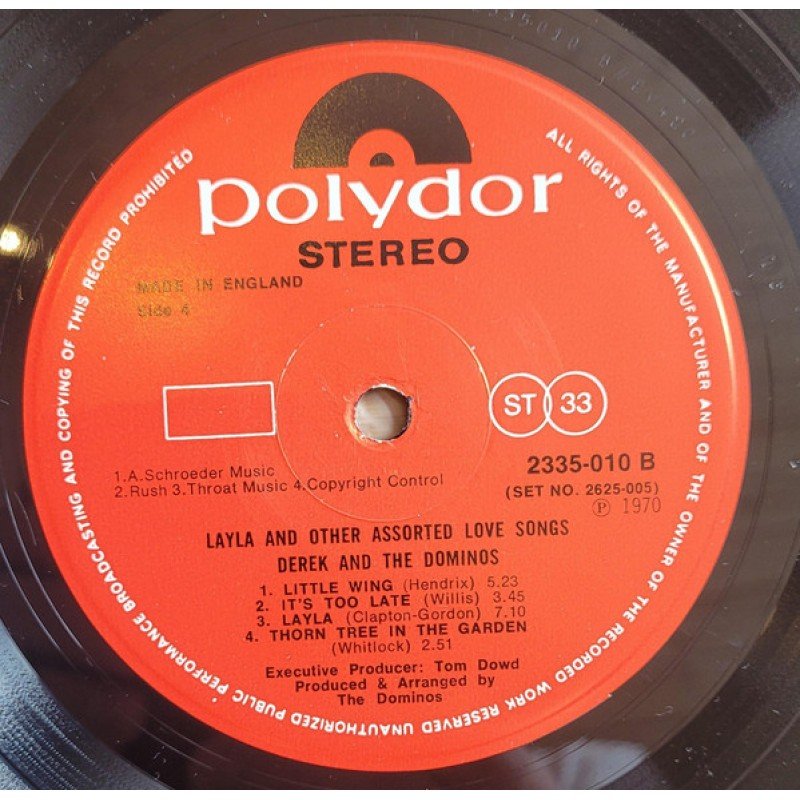 polydor
STEREO
MADE IN ENGLAND
Side 4
ST 33
2335-010 B
(SET NO. 2625-005)
℗ 1970
1.A.Schroeder Music
2.Rush 3.Throat Music 4.Copyright Control
LAYLA AND OTHER ASSORTED LOVE SONGS
DEREK AND THE DOMINOS
1. LITTLE WING (Hendrix) 5.23
2. IT'S TOO LATE (Willis) 3.45
3. LAYLA (Clapton-Gordon) 7.10
4. THORN TREE IN THE GARDEN
(Whitlock) 2.51
Executive Producer: Tom Dowd
Produced & Arranged by
The Dominos
ALL RIGHTS OF THE MANUFACTURER AND OF THE OWNER OF THE RECORDED WORK RESERVED UNAUTHORIZED PUBLIC PERFORMANCE BROADCASTING AND COPYING OF THIS RECORD PROHIBITED